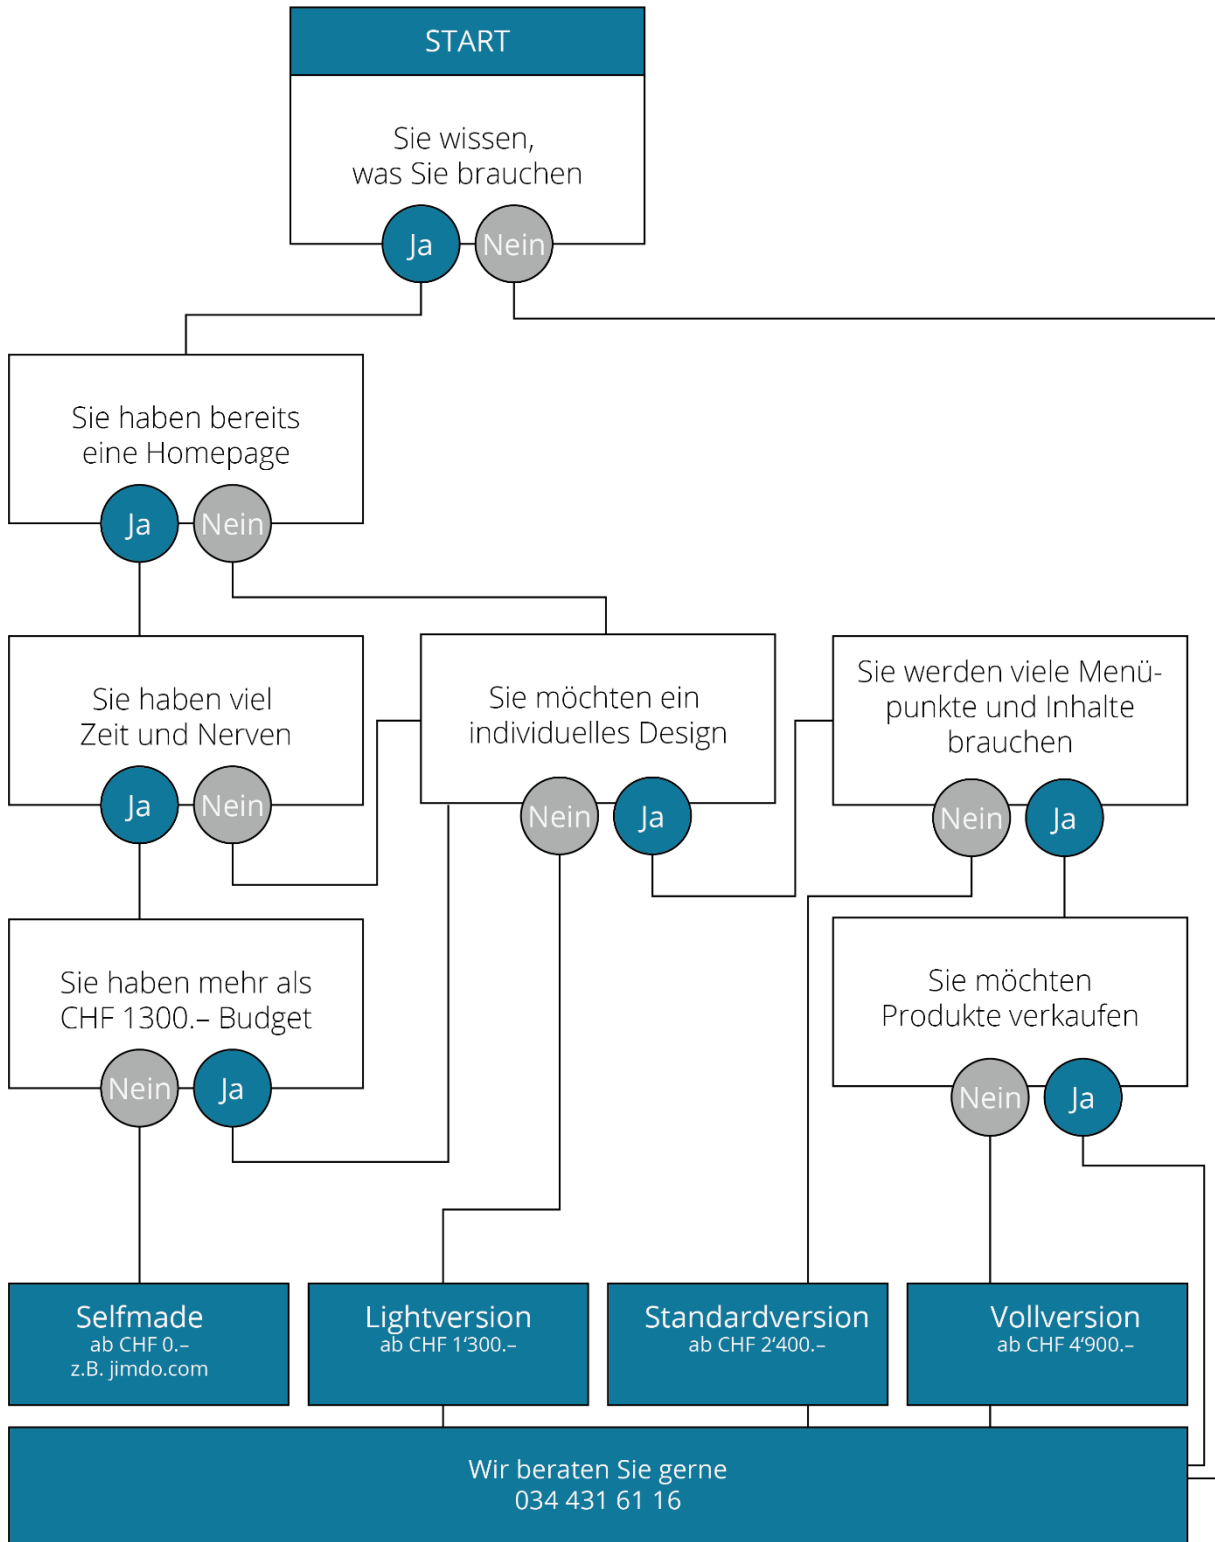 START
Sie wissen,
was Sie brauchen
Ja
Nein
Sie haben bereits
eine Homepage
Ja
Nein
Sie haben viel
Zeit und Nerven
Ja
Nein
Sie möchten ein
individuelles Design
Nein
Ja
Sie werden viele Menü-
punkte und Inhalte
brauchen
Nein
Ja
Sie haben mehr als
CHF 1300.– Budget
Nein
Ja
Sie möchten
Produkte verkaufen
Nein
Ja
Selfmade
ab CHF 0.–
z.B. jimdo.com
Lightversion
ab CHF 1‘300.–
Standardversion
ab CHF 2‘400.–
Vollversion
ab CHF 4‘900.–
Wir beraten Sie gerne
034 431 61 16